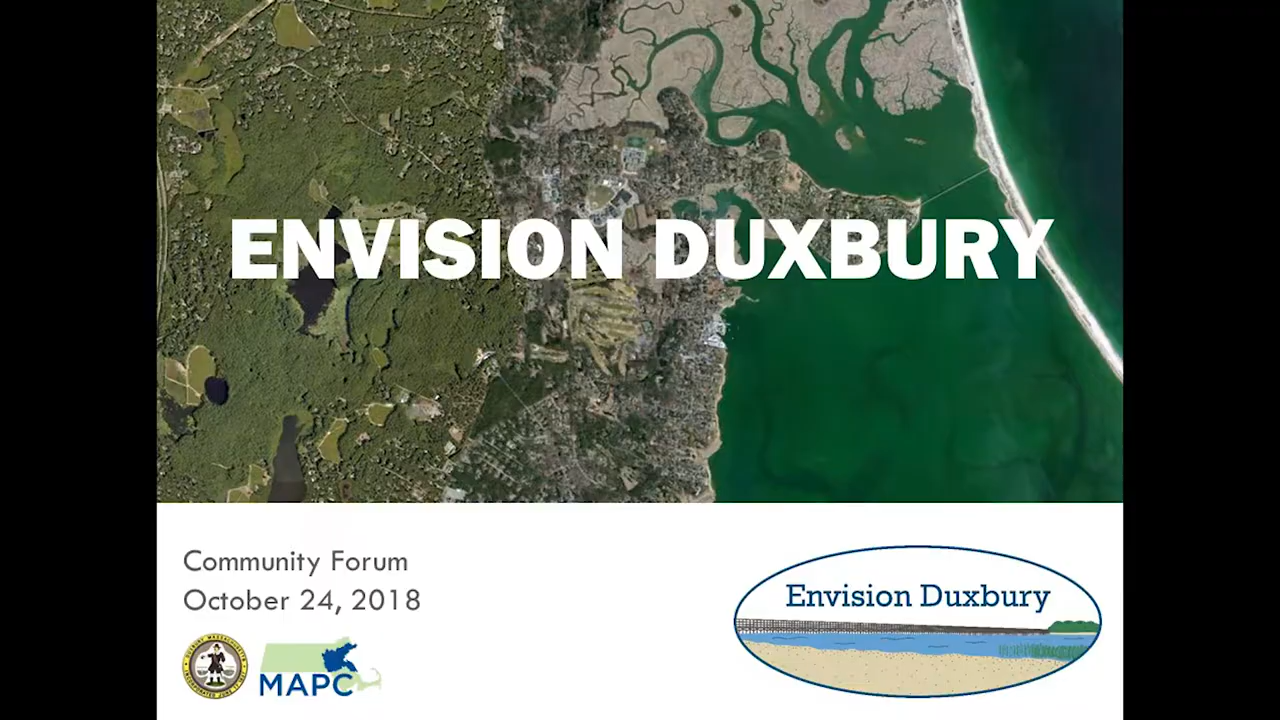 ENVISION DUXBURY
Community Forum
October 24, 2018
Envision Duxbury
MAPC